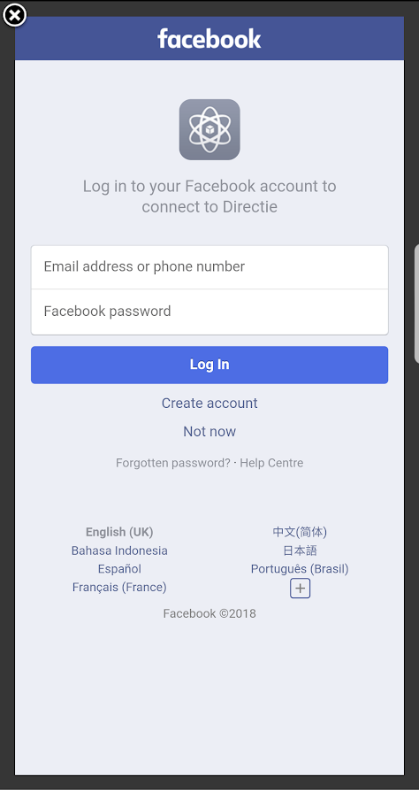 facebook
Log in to your Facebook account to
connect to Directie
Email address or phone number
Facebook password
Log In
Create account
Not now
Forgotten password? · Help Centre
English (UK)
中文(简体)
Bahasa Indonesia
日本語
Español
Português (Brasil)
Français (France)
Facebook ©2018